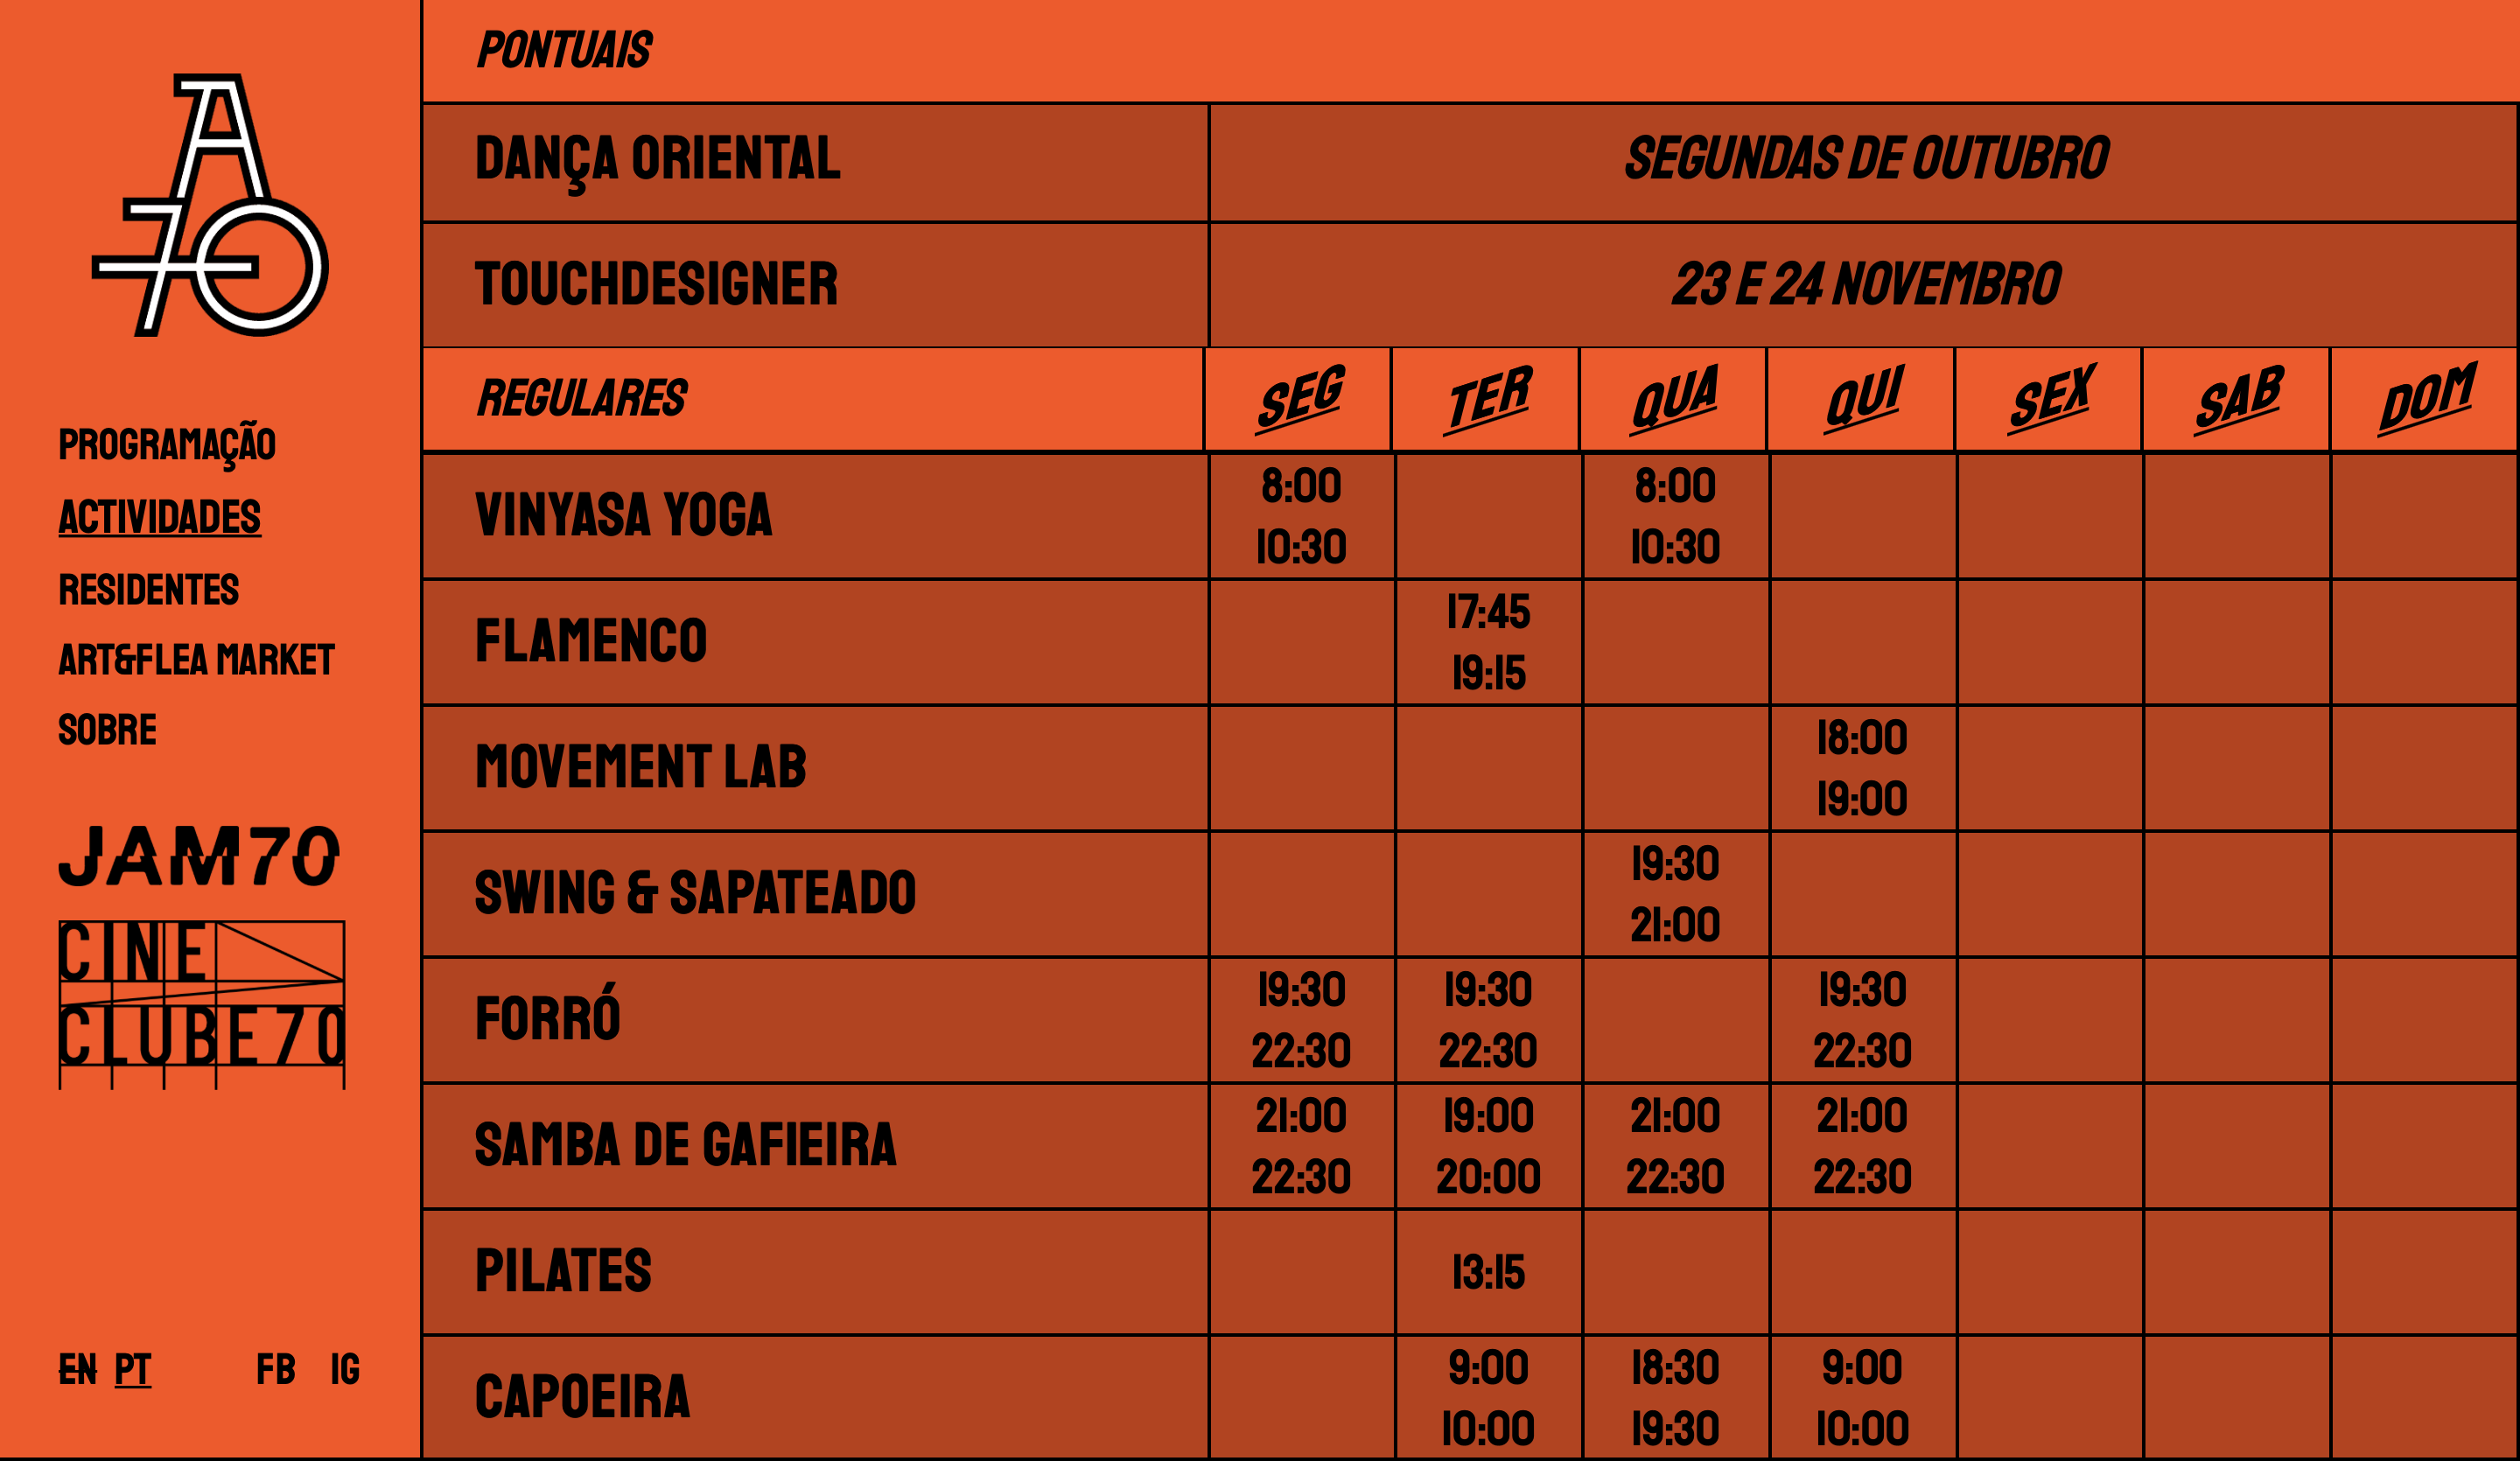 A70
PROGRAMAÇÃO
ACTIVIDADES
RESIDENTES
ART&FLEA MARKET
SOBRE
JAM70
CINE
CLUBE70
EN PT FB IG
PONTUAIS
DANÇA ORIENTAL SEGUNDAS DE OUTUBRO
TOUCHDESIGNER 23 E 24 NOVEMBRO
REGULARES SEG TER QUA QUI SEX SAB DOM
VINYASA YOGA
8:00 8:00
10:30 10:30
FLAMENCO
17:45
19:15
MOVEMENT LAB
18:00
19:00
SWING & SAPATEADO
19:30
21:00
FORRÓ
19:30 19:30 19:30
22:30 22:30 22:30
SAMBA DE GAFIEIRA
21:00 19:00 21:00 21:00
22:30 20:00 22:30 22:30
PILATES
13:15
CAPOEIRA
9:00 18:30 9:00
10:00 19:30 10:00